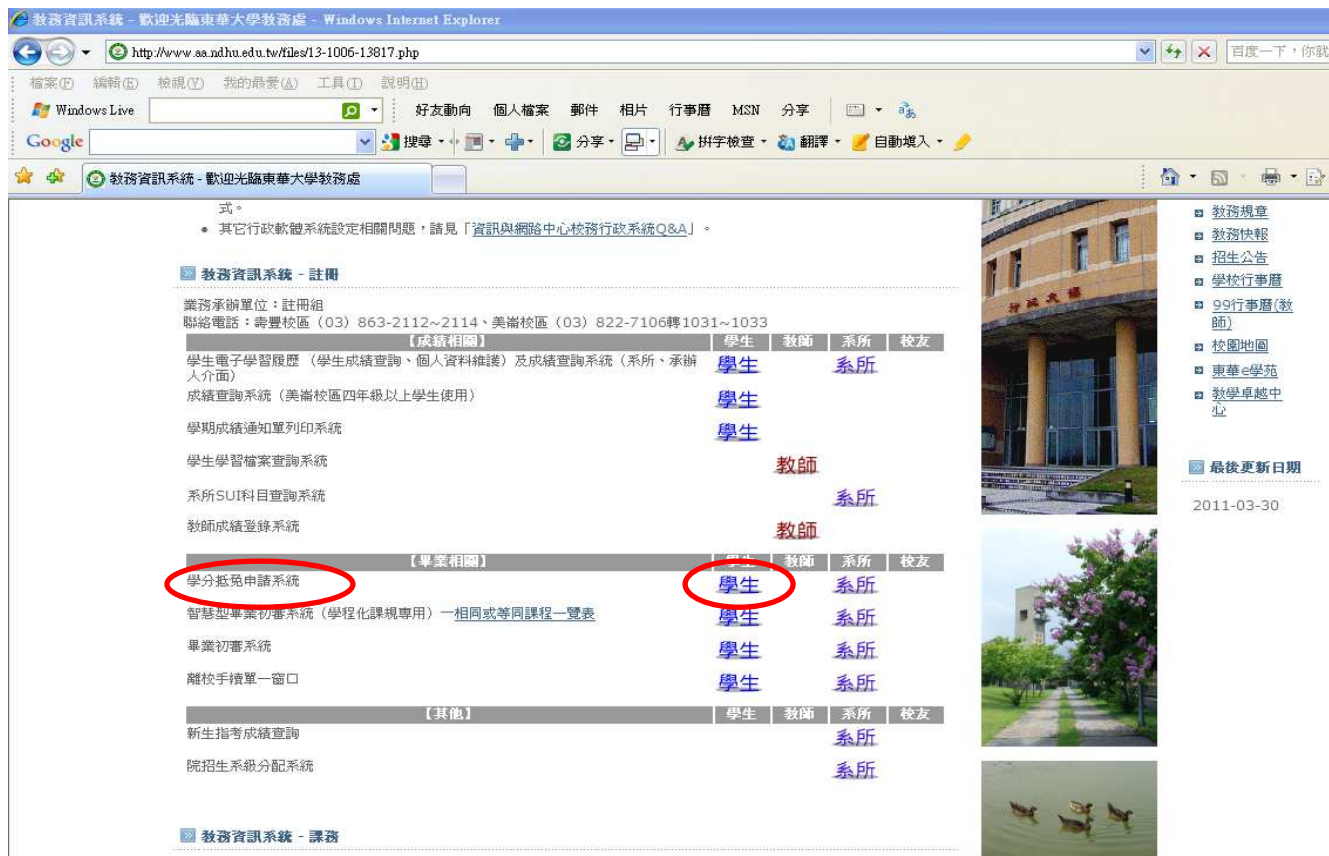 教務資訊系統 - 歡迎光臨東華大學教務處 - Windows Internet Explorer
http://www.aa.ndhu.edu.tw/files/13-1006-13817.php
百度一下，你就
檔案(F) 編輯(E) 檢視(V) 我的最愛(A) 工具(T) 說明(H)
Windows Live 好友動向 個人檔案 郵件 相片 行事曆 MSN 分享
Google 搜尋 分享 拼字檢查 翻譯 自動填入
教務資訊系統 - 歡迎光臨東華大學教務處
式。
• 其它行政軟體系統設定相關問題，請見「資訊與網路中心校務行政系統Q&A」。
教務資訊系統 - 註冊
業務承辦單位：註冊組
聯絡電話：壽豐校區（03）863-2112~2114、美崙校區（03）822-7106轉1031~1033
【成績相關】 學生 教師 系所 校友
學生電子學習履歷 （學生成績查詢、個人資料維護）及成績查詢系統（系所、承辦人介面） 學生 系所
成績查詢系統（美崙校區四年級以上學生使用） 學生
學期成績通知單列印系統 學生
學生學習檔案查詢系統 教師
系所SUI科目查詢系統 系所
教師成績登錄系統 教師
【畢業相關】 學生 教師 系所 校友
學分抵免申請系統 學生 系所
智慧型畢業初審系統（學程化課規專用）—相同或等同課程一覽表 學生 系所
畢業初審系統 學生 系所
離校手續單一窗口 學生 系所
【其他】 學生 教師 系所 校友
新生指考成績查詢 系所
院招生系級分配系統 系所
教務資訊系統 - 課務
行政大樓
教務規章
教務快報
招生公告
學校行事曆
99行事曆(教師)
校園地圖
東華e學苑
教學卓越中心
最後更新日期
2011-03-30